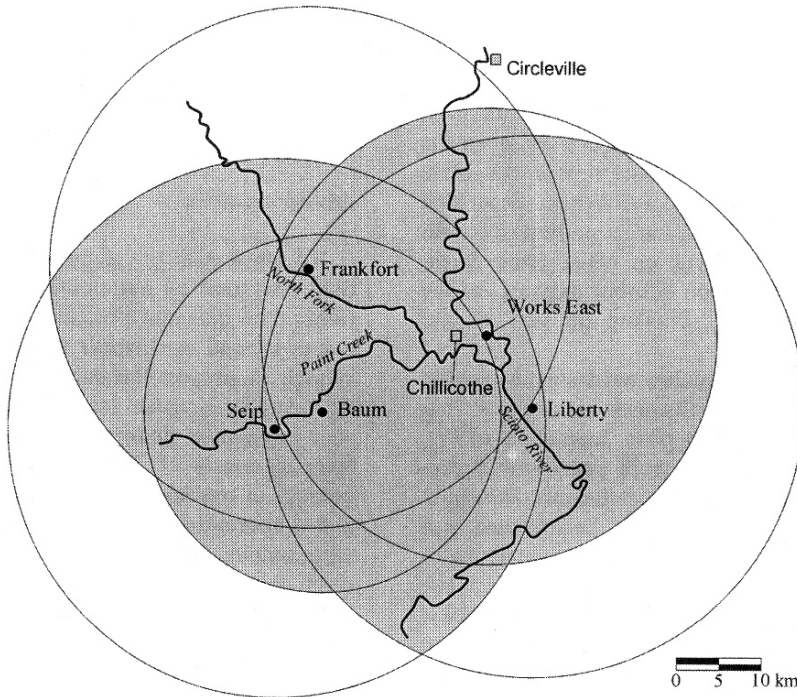 Circleville
Frankfort
North Fork
Works East
Paint Creek
Chillicothe
Seip
Baum
Liberty
Scioto River
0 5 10 km